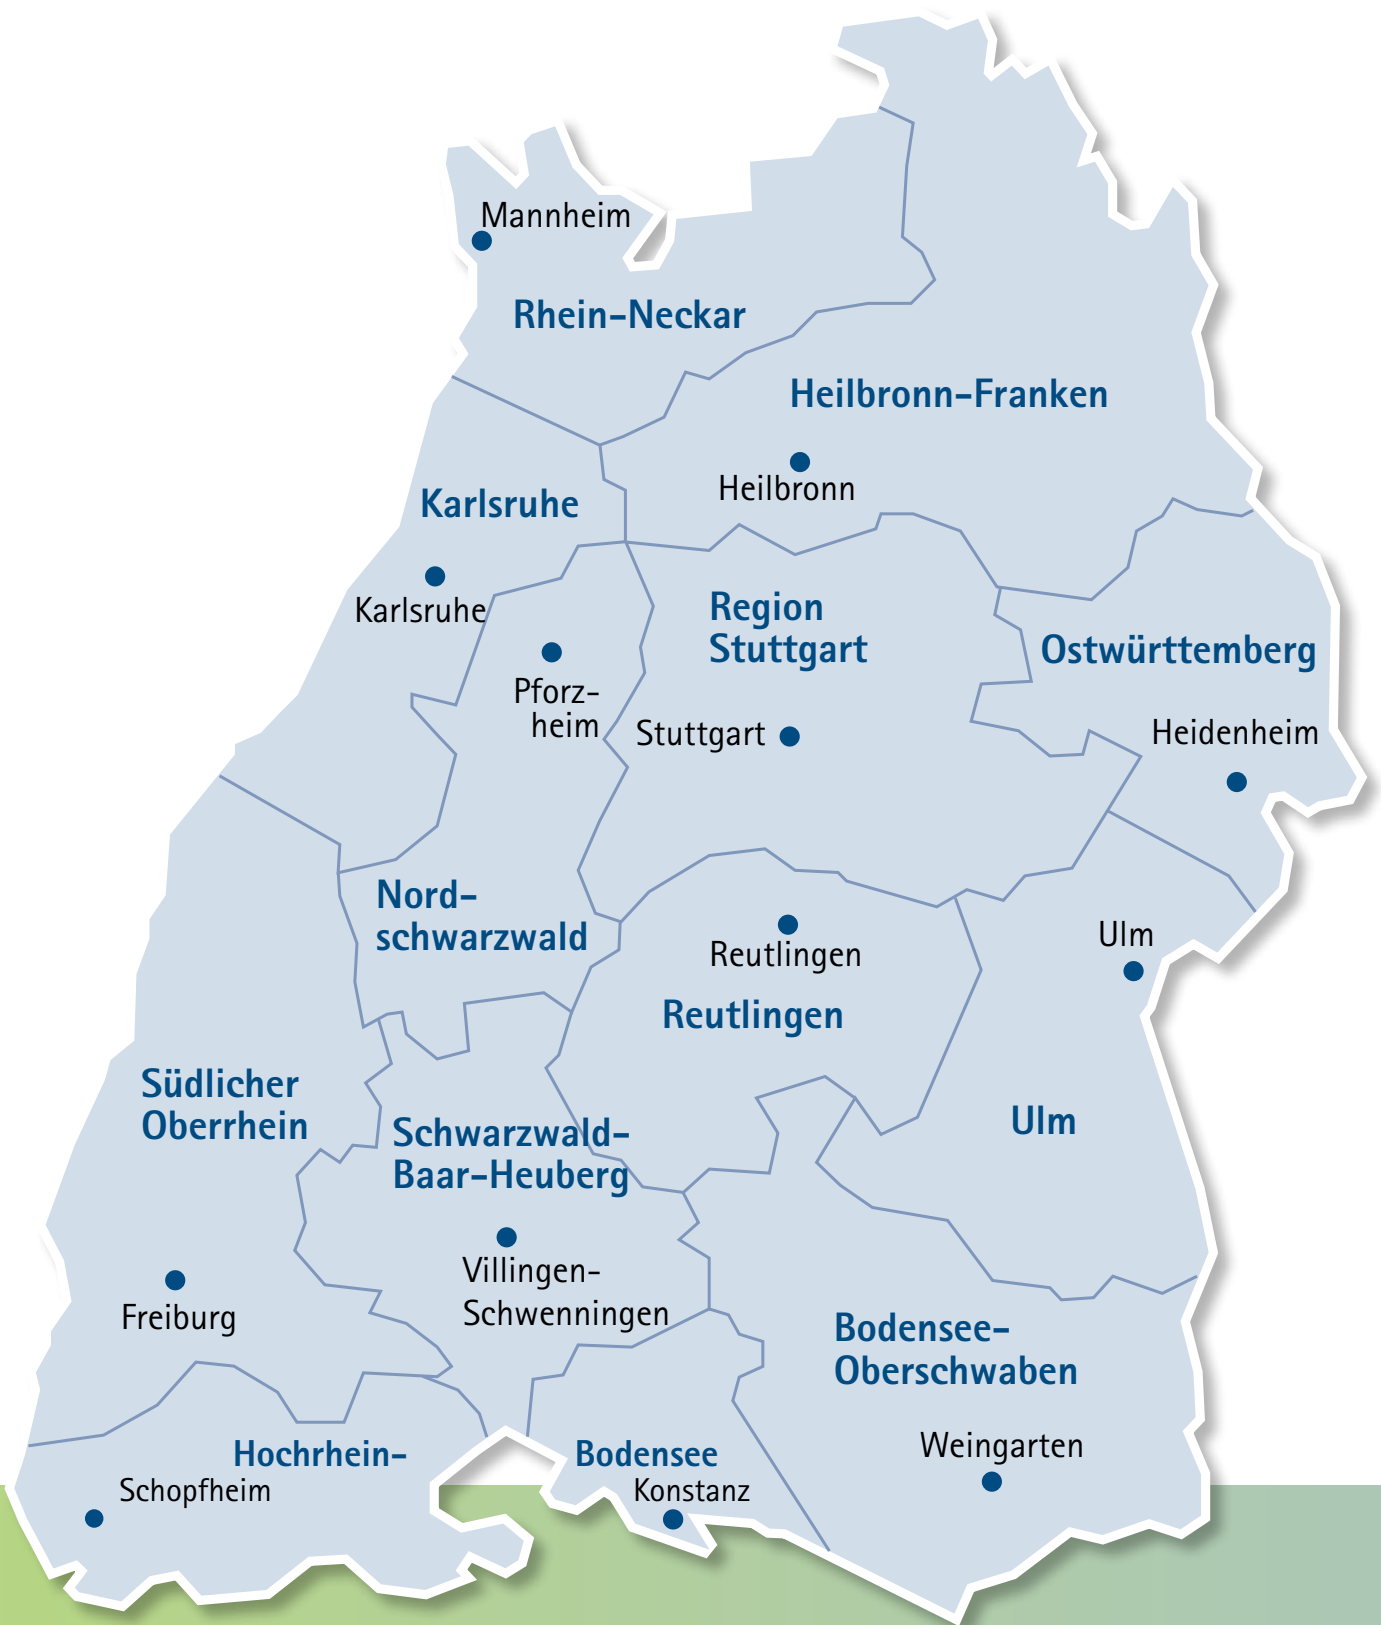 Mannheim
Rhein-Neckar
Heilbronn-Franken
Heilbronn
Karlsruhe
Karlsruhe
Region
Stuttgart
Ostwürttemberg
Pforz-
heim
Stuttgart
Heidenheim
Nord-
schwarzwald
Reutlingen
Reutlingen
Ulm
Ulm
Südlicher
Oberrhein
Schwarzwald-
Baar-Heuberg
Villingen-
Schwenningen
Freiburg
Bodensee-
Oberschwaben
Weingarten
Hochrhein-
Schopfheim
Bodensee
Konstanz